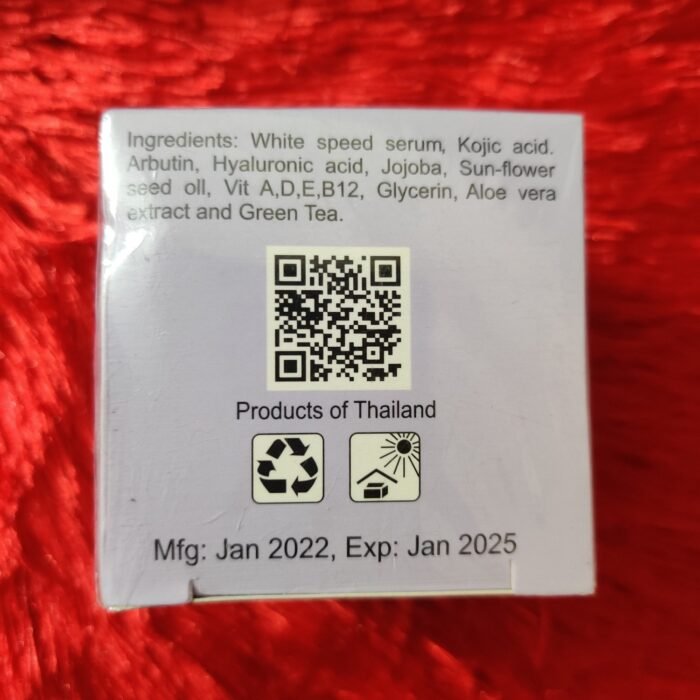 Ingredients: White speed serum, Kojic acid.
Arbutin, Hyaluronic acid, Jojoba, Sun-flower
seed oll, Vit A,D,E,B12, Glycerin, Aloe vera
extract and Green Tea.
Products of Thailand
Mfg: Jan 2022, Exp: Jan 2025